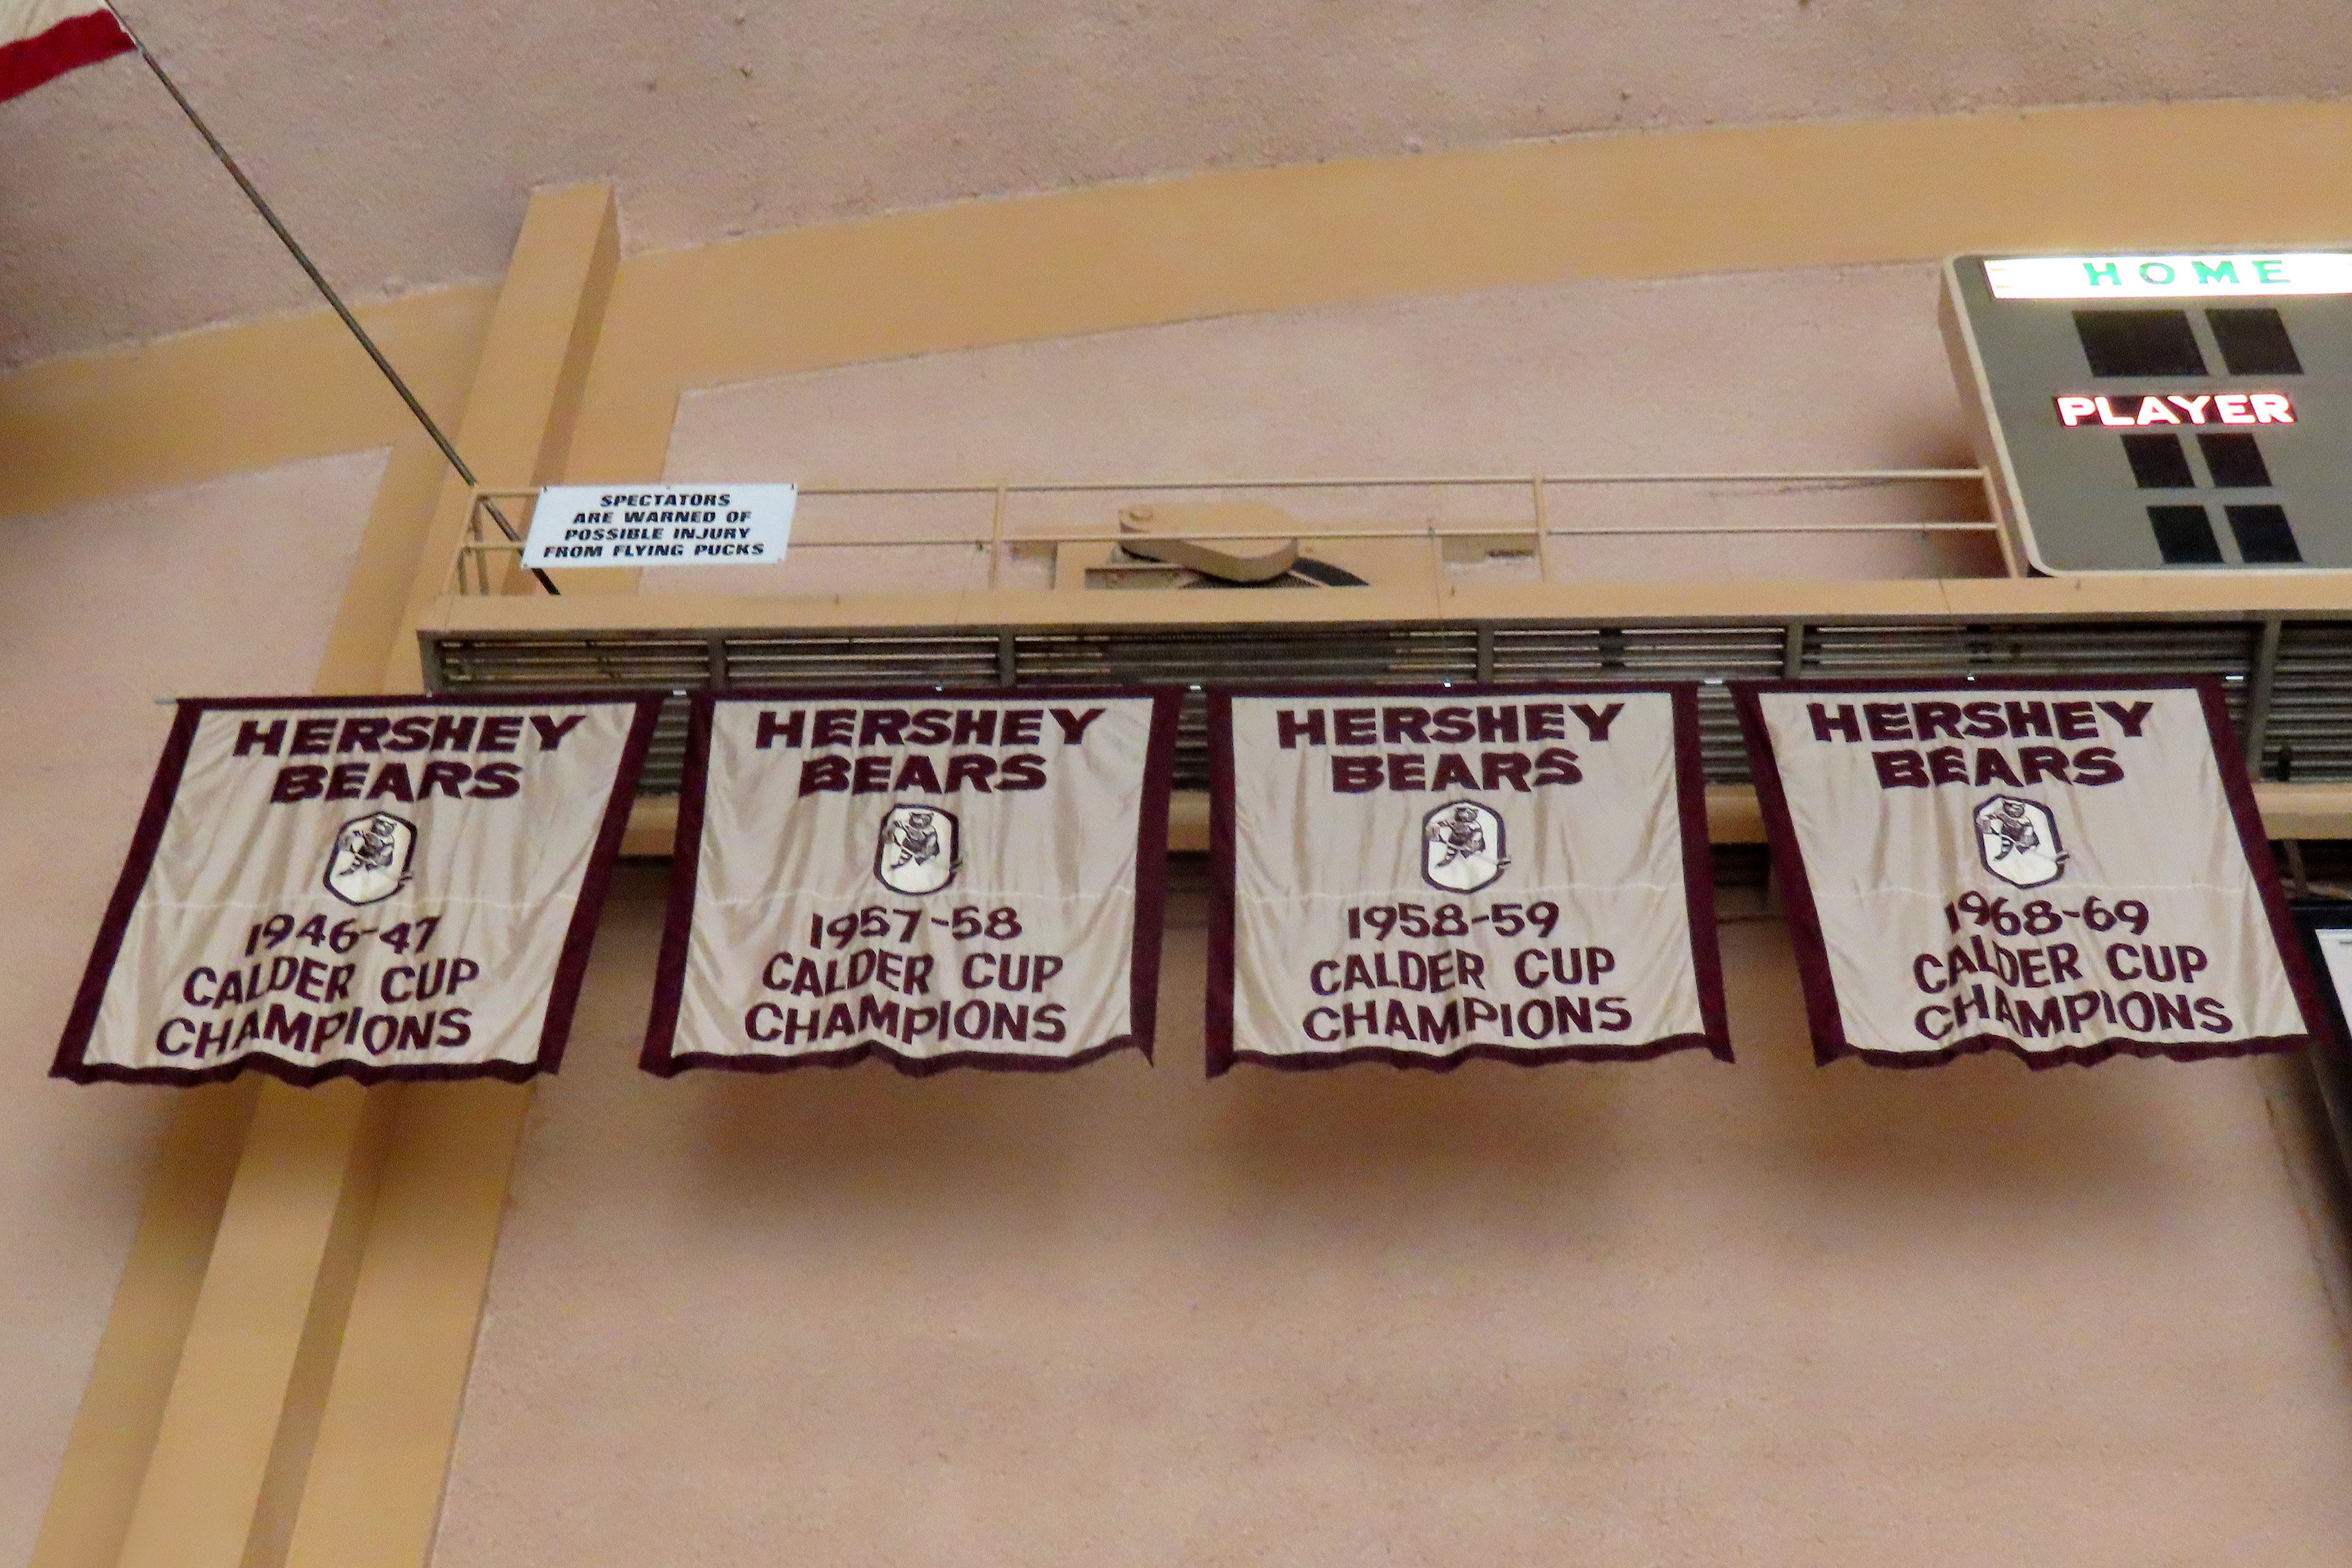 HOME
PLAYER
SPECTATORS
ARE WARNED OF
POSSIBLE INJURY
FROM FLYING PUCKS
HERSHEY
BEARS
1946-47
CALDER CUP
CHAMPIONS
HERSHEY
BEARS
1957-58
CALDER CUP
CHAMPIONS
HERSHEY
BEARS
1958-59
CALDER CUP
CHAMPIONS
HERSHEY
BEARS
1968-69
CALDER CUP
CHAMPIONS